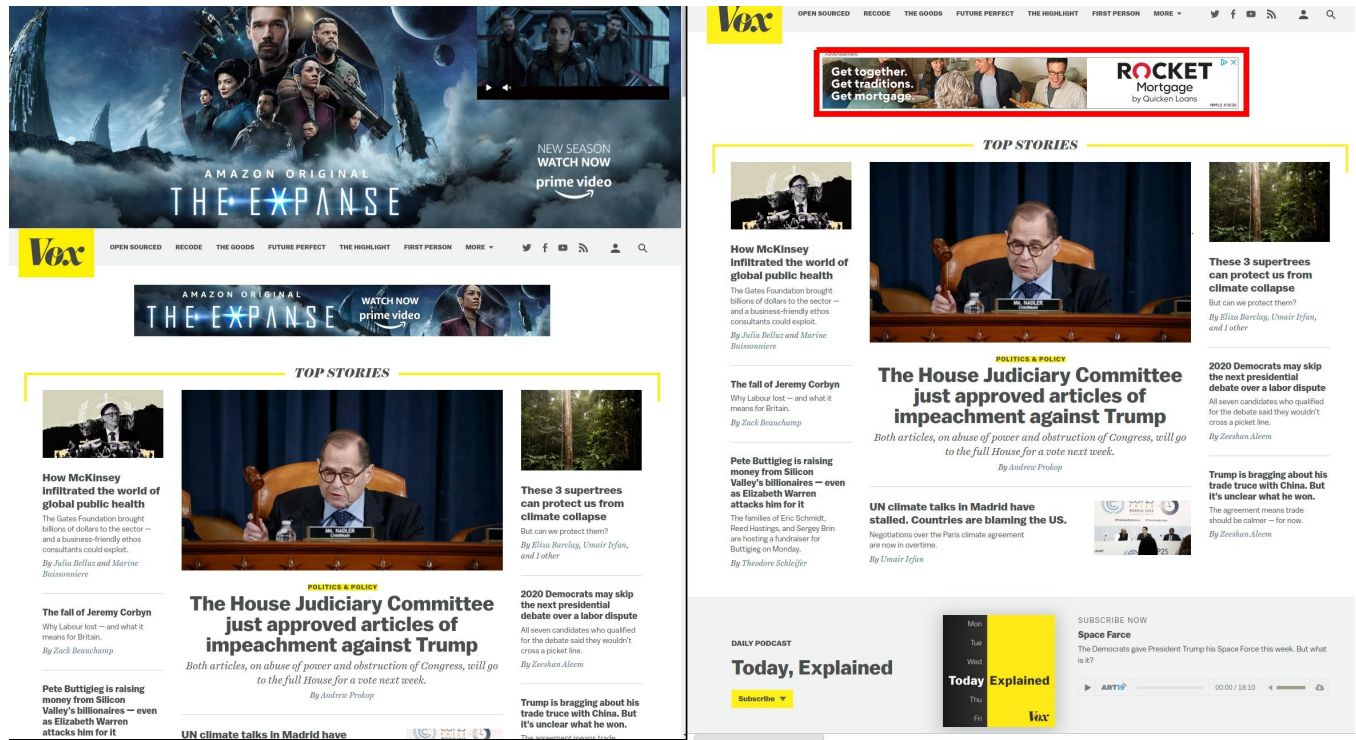 AMAZON ORIGINAL
THE EXPANSE
NEW SEASON
WATCH NOW
prime video
Vox
OPEN SOURCED RECODE THE GOODS FUTURE PERFECT THE HIGHLIGHT FIRST PERSON MORE
AMAZON ORIGINAL
THE EXPANSE
WATCH NOW
prime video
TOP STORIES
How McKinsey
infiltrated the world of
global public health
The Gates Foundation brought
billions of dollars to the sector —
and a business-friendly ethos
consultants could exploit.
By Julia Belluz and Marine
Buissonniere
The fall of Jeremy Corbyn
Why Labour lost — and what it
means for Britain.
By Zack Beauchamp
Pete Buttigieg is raising
money from Silicon
Valley's billionaires — even
as Elizabeth Warren
attacks him for it
MR. NADLER
CHAIRMAN
POLITICS & POLICY
The House Judiciary Committee
just approved articles of
impeachment against Trump
Both articles, on abuse of power and obstruction of Congress, will go
to the full House for a vote next week.
By Andrew Prokop
UN climate talks in Madrid have
These 3 supertrees
can protect us from
climate collapse
But can we protect them?
By Eliza Barclay, Umair Irfan,
and 1 other
2020 Democrats may skip
the next presidential
debate over a labor dispute
All seven candidates who qualified
for the debate said they wouldn't
cross a picket line.
By Zeeshan Aleem
Trump is bragging about his
trade truce with China. But
it's unclear what he won.
The agreement means trade
Vox
OPEN SOURCED RECODE THE GOODS FUTURE PERFECT THE HIGHLIGHT FIRST PERSON MORE
Advertisement
Get together.
Get traditions.
Get mortgage.
ROCKET
Mortgage
by Quicken Loans
NMLS #3030
TOP STORIES
How McKinsey
infiltrated the world of
global public health
The Gates Foundation brought
billions of dollars to the sector —
and a business-friendly ethos
consultants could exploit.
By Julia Belluz and Marine
Buissonniere
The fall of Jeremy Corbyn
Why Labour lost — and what it
means for Britain.
By Zack Beauchamp
Pete Buttigieg is raising
money from Silicon
Valley's billionaires — even
as Elizabeth Warren
attacks him for it
The families of Eric Schmidt,
Reed Hastings, and Sergey Brin
are hosting a fundraiser for
Buttigieg on Monday.
By Theodore Schleifer
MR. NADLER
CHAIRMAN
POLITICS & POLICY
The House Judiciary Committee
just approved articles of
impeachment against Trump
Both articles, on abuse of power and obstruction of Congress, will go
to the full House for a vote next week.
By Andrew Prokop
UN climate talks in Madrid have
stalled. Countries are blaming the US.
Negotiations over the Paris climate agreement
are now in overtime.
By Umair Irfan
These 3 supertrees
can protect us from
climate collapse
But can we protect them?
By Eliza Barclay, Umair Irfan,
and 1 other
2020 Democrats may skip
the next presidential
debate over a labor dispute
All seven candidates who qualified
for the debate said they wouldn't
cross a picket line.
By Zeeshan Aleem
Trump is bragging about his
trade truce with China. But
it's unclear what he won.
The agreement means trade
should be calmer — for now.
By Zeeshan Aleem
DAILY PODCAST
Today, Explained
Subscribe
Mon
Tue
Wed
Today Explained
Thu
Fri
Vox
SUBSCRIBE NOW
Space Farce
The Democrats gave President Trump his Space Force this week. But what
is it?
ART19
00:00 / 18:10